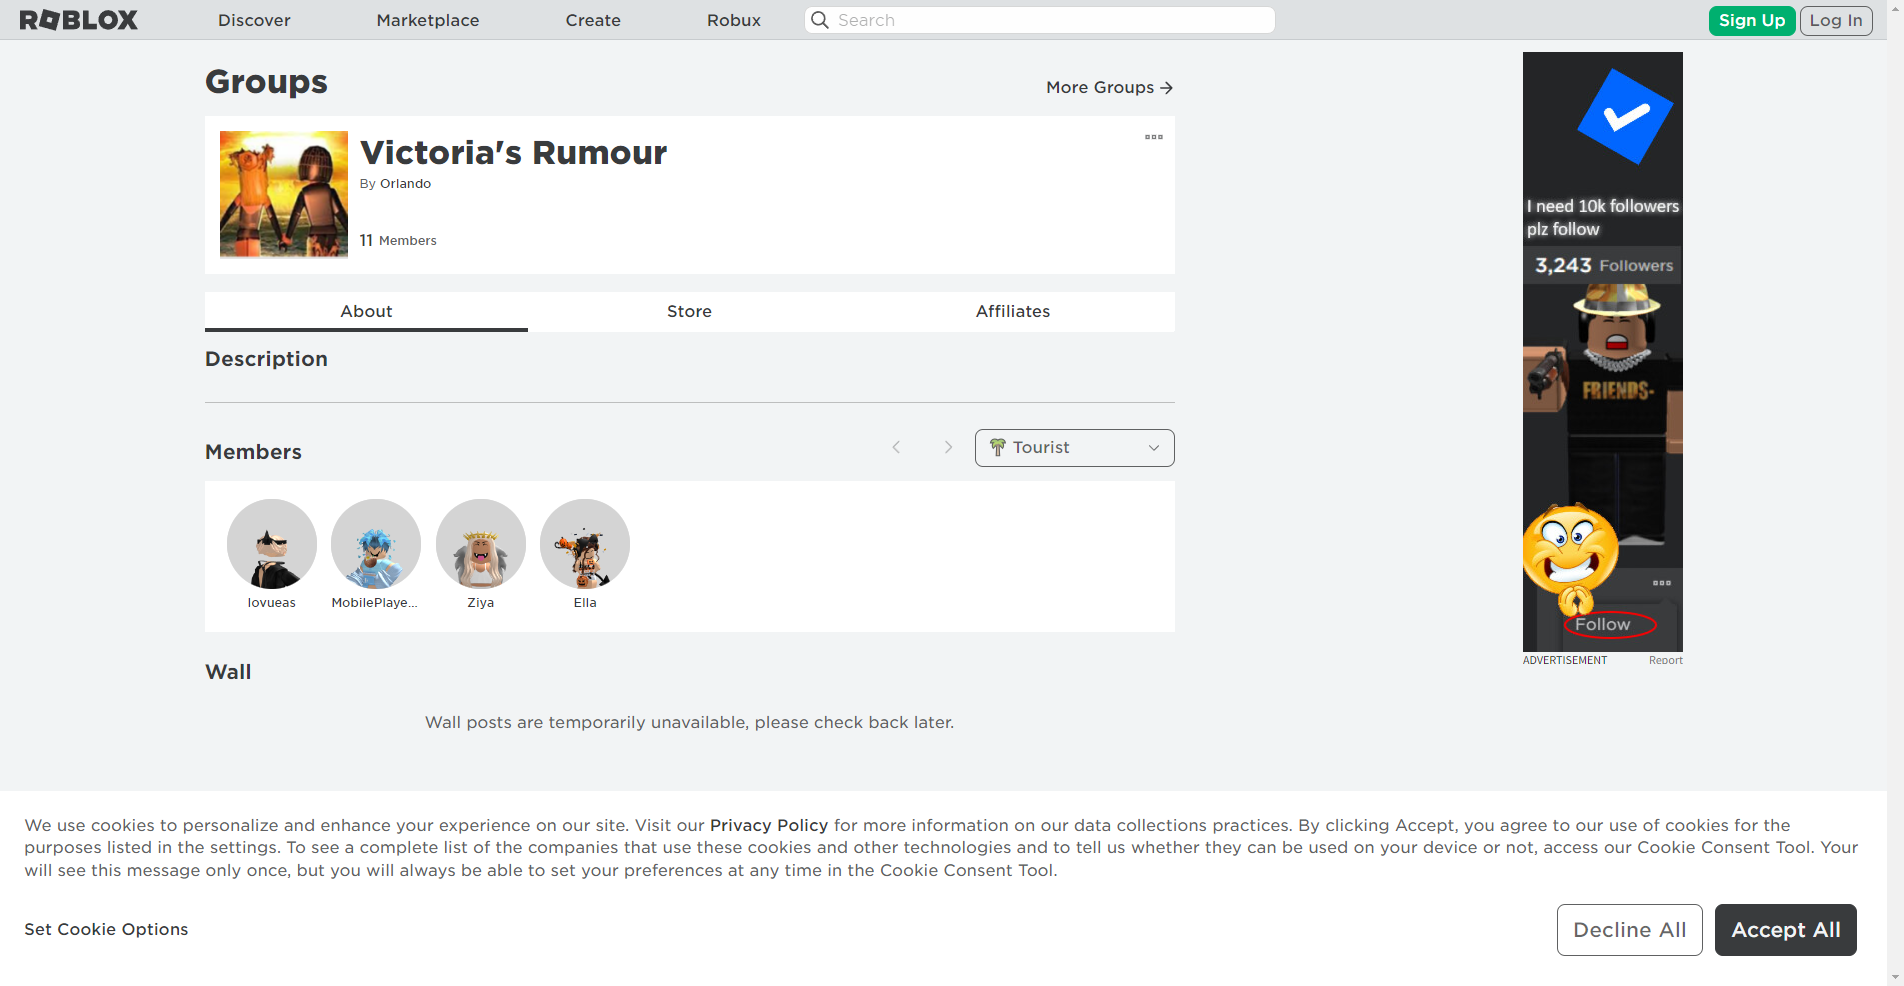 ROBLOX
Discover
Marketplace
Create
Robux
Search
Sign Up
Log In
Groups
More Groups
Victoria's Rumour
By Orlando
11 Members
About
Store
Affiliates
Description
Members
Tourist
lovueas
MobilePlaye...
Ziya
Ella
Wall
Wall posts are temporarily unavailable, please check back later.
I need 10k followers
plz follow
3,243 Followers
FRIENDS-
Follow
ADVERTISEMENT
Report
We use cookies to personalize and enhance your experience on our site. Visit our Privacy Policy for more information on our data collections practices. By clicking Accept, you agree to our use of cookies for the
purposes listed in the settings. To see a complete list of the companies that use these cookies and other technologies and to tell us whether they can be used on your device or not, access our Cookie Consent Tool. Your
will see this message only once, but you will always be able to set your preferences at any time in the Cookie Consent Tool.
Set Cookie Options
Decline All
Accept All